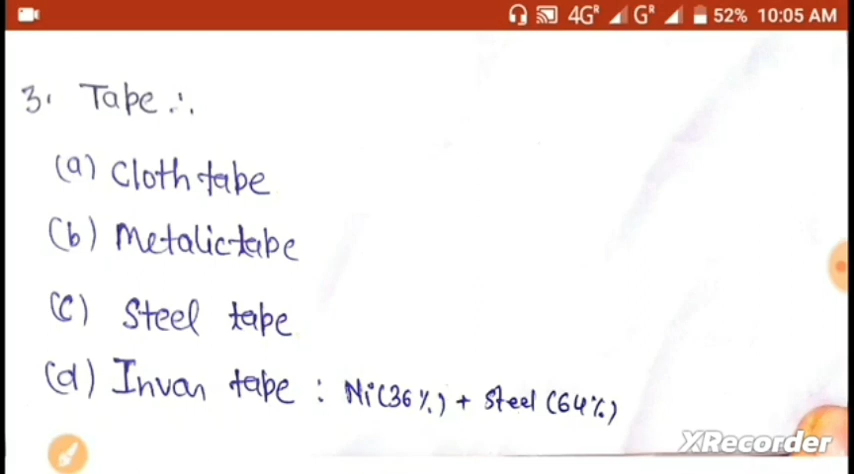 4G R G R 52% 10:05 AM
3. Tape ∴
(a) Cloth tape
(b) Metalic tape
(c) Steel tape
(d) Invar tape : Ni (36%) + Steel (64%)
XRecorder